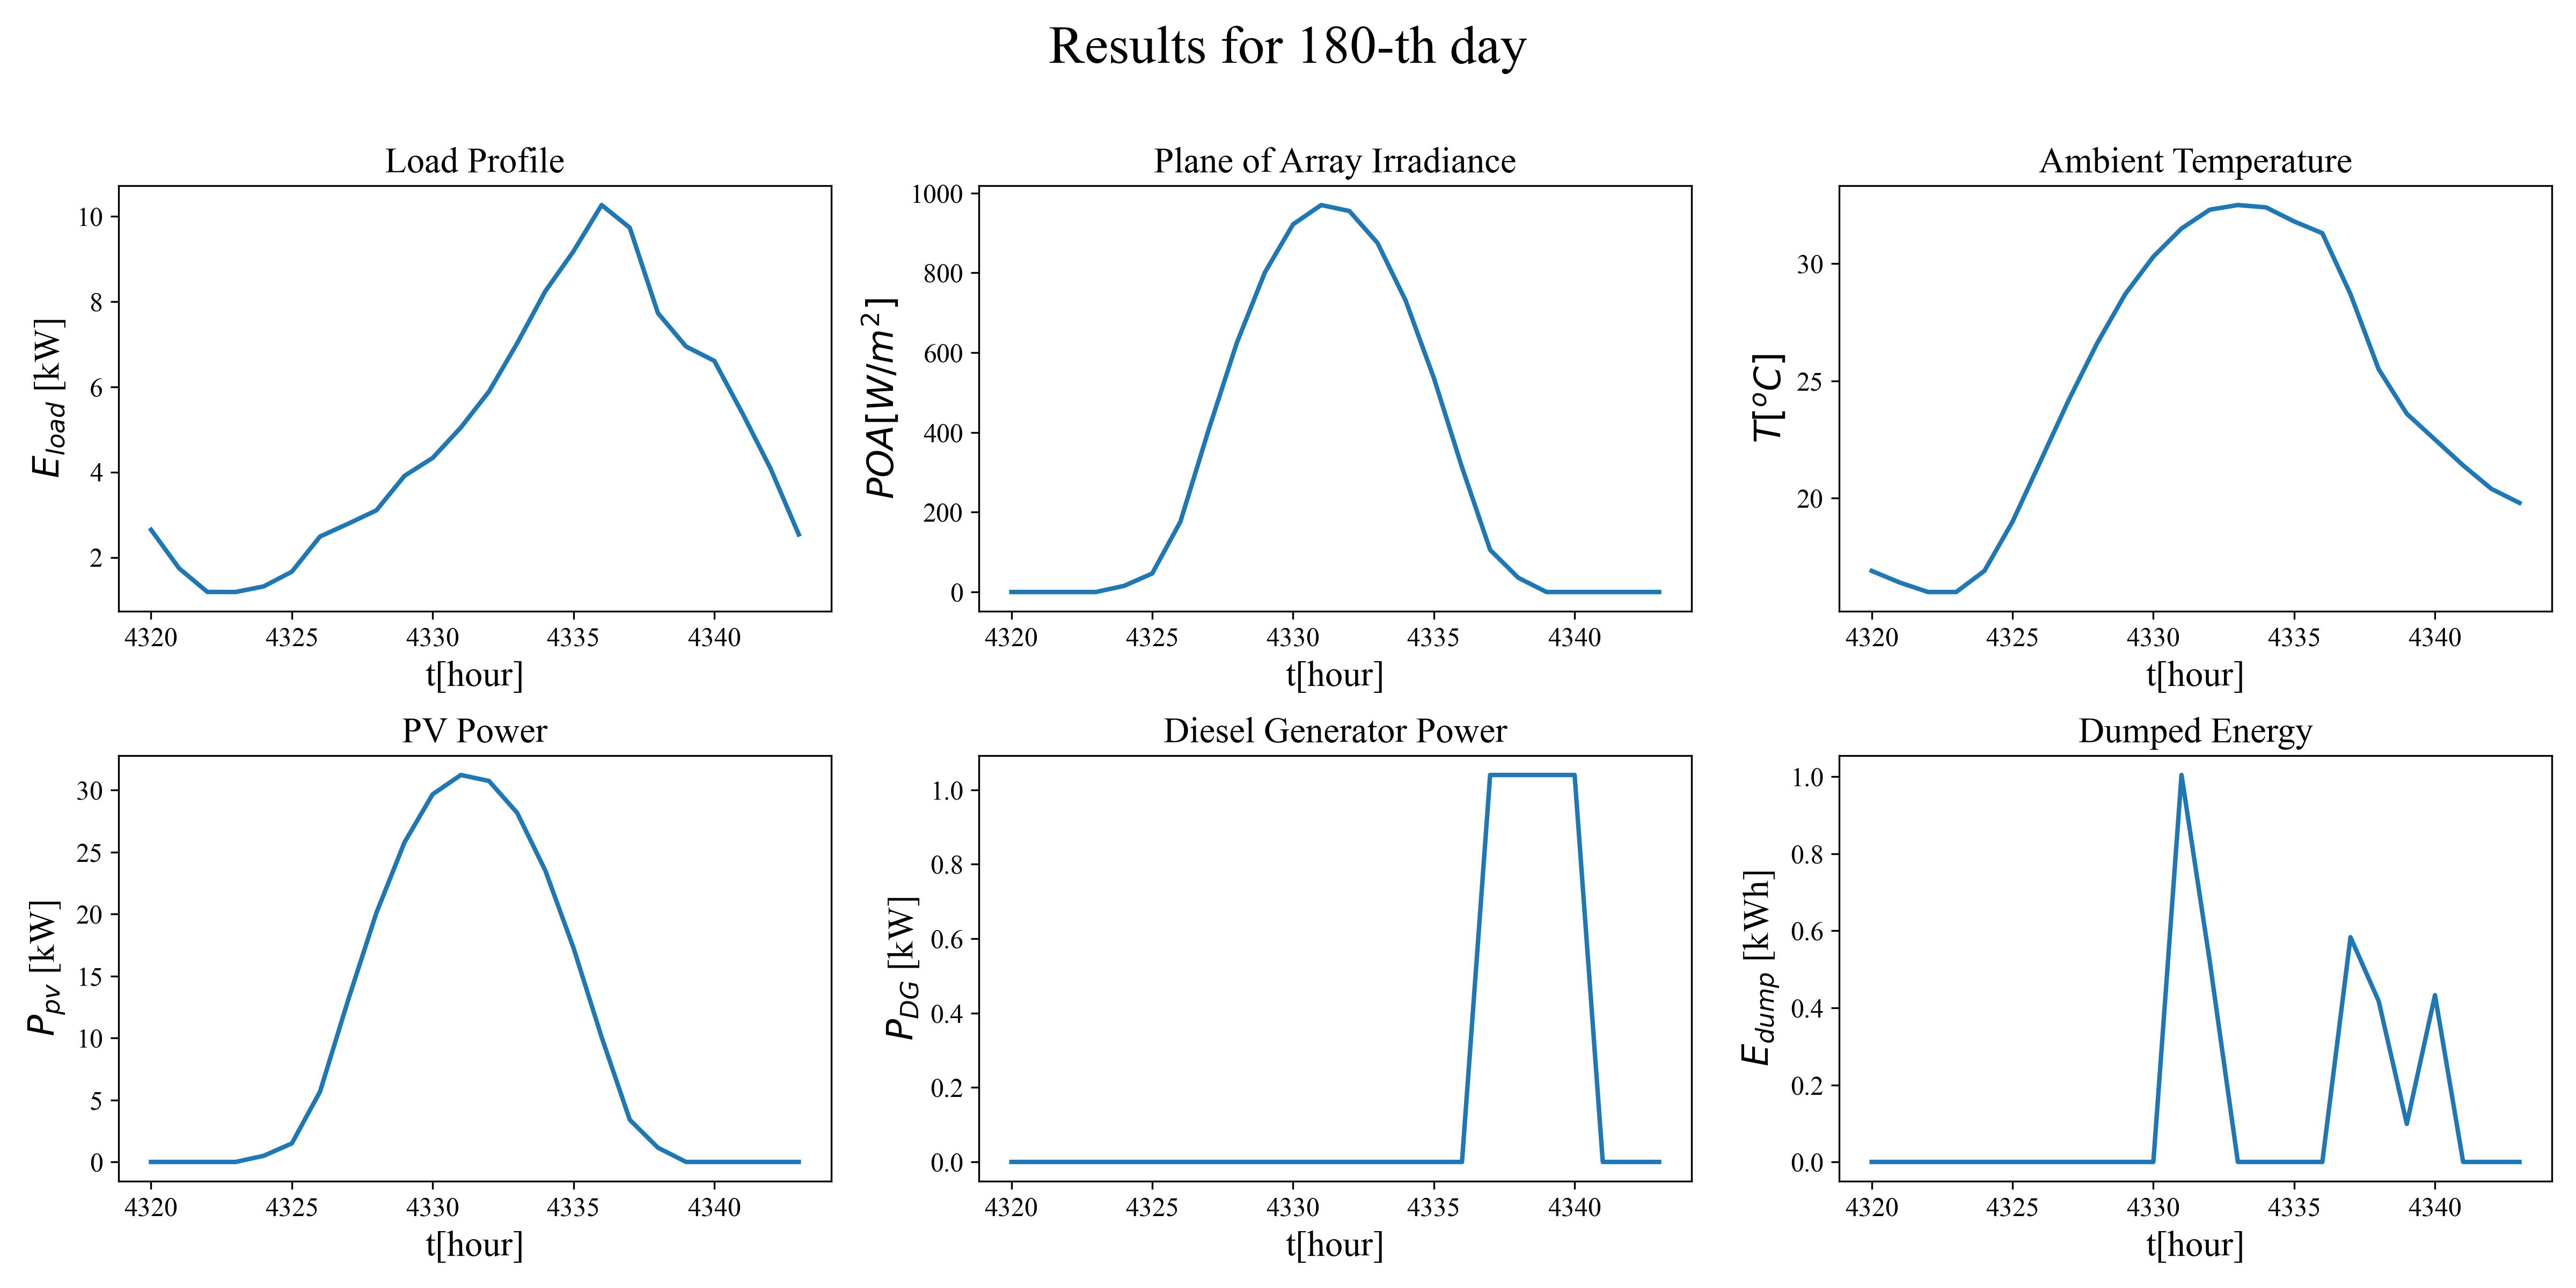 Results for 180-th day
Load Profile
E_load [kW]
10
8
6
4
2
4320 4325 4330 4335 4340
t[hour]
Plane of Array Irradiance
POA[W/m²]
1000
800
600
400
200
0
4320 4325 4330 4335 4340
t[hour]
Ambient Temperature
T[°C]
30
25
20
4320 4325 4330 4335 4340
t[hour]
PV Power
P_pv [kW]
30
25
20
15
10
5
0
4320 4325 4330 4335 4340
t[hour]
Diesel Generator Power
P_DG [kW]
1.0
0.8
0.6
0.4
0.2
0.0
4320 4325 4330 4335 4340
t[hour]
Dumped Energy
E_dump [kWh]
1.0
0.8
0.6
0.4
0.2
0.0
4320 4325 4330 4335 4340
t[hour]